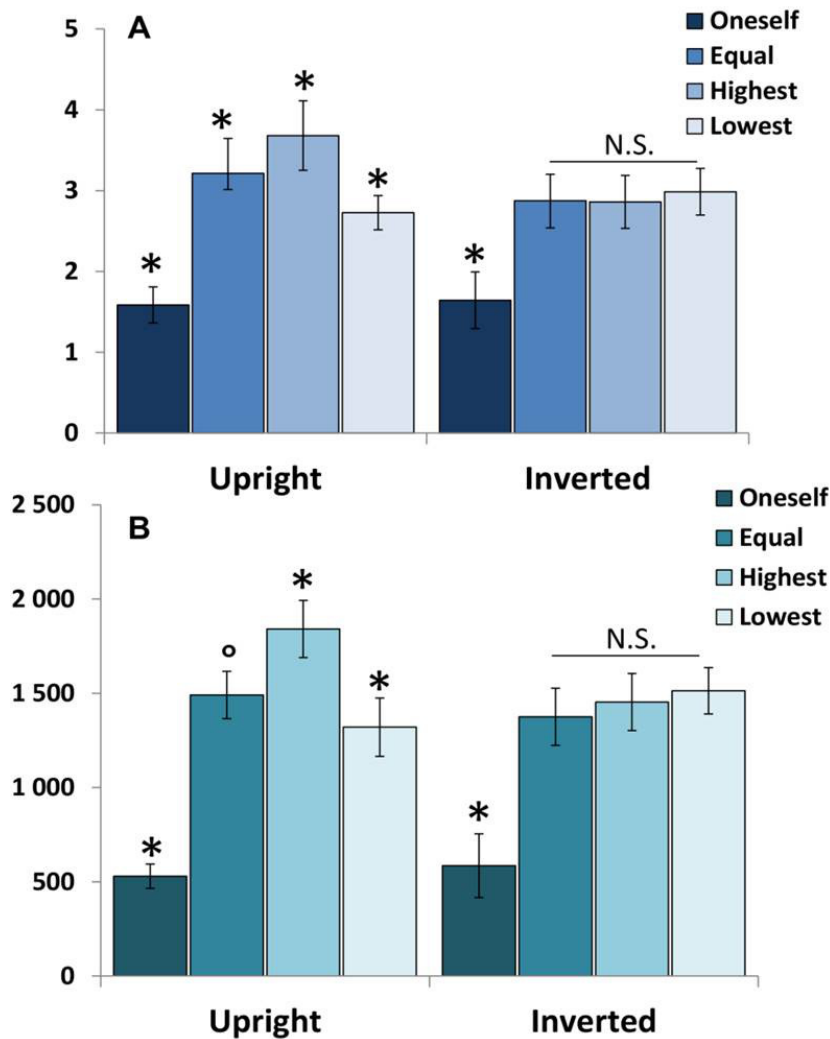 A
Oneself
Equal
Highest
Lowest
5
4
3
2
1
0
*
*
*
*
*
N.S.
Upright
Inverted
B
Oneself
Equal
Highest
Lowest
2 500
2 000
1 500
1 000
500
0
*
°
*
*
*
N.S.
Upright
Inverted